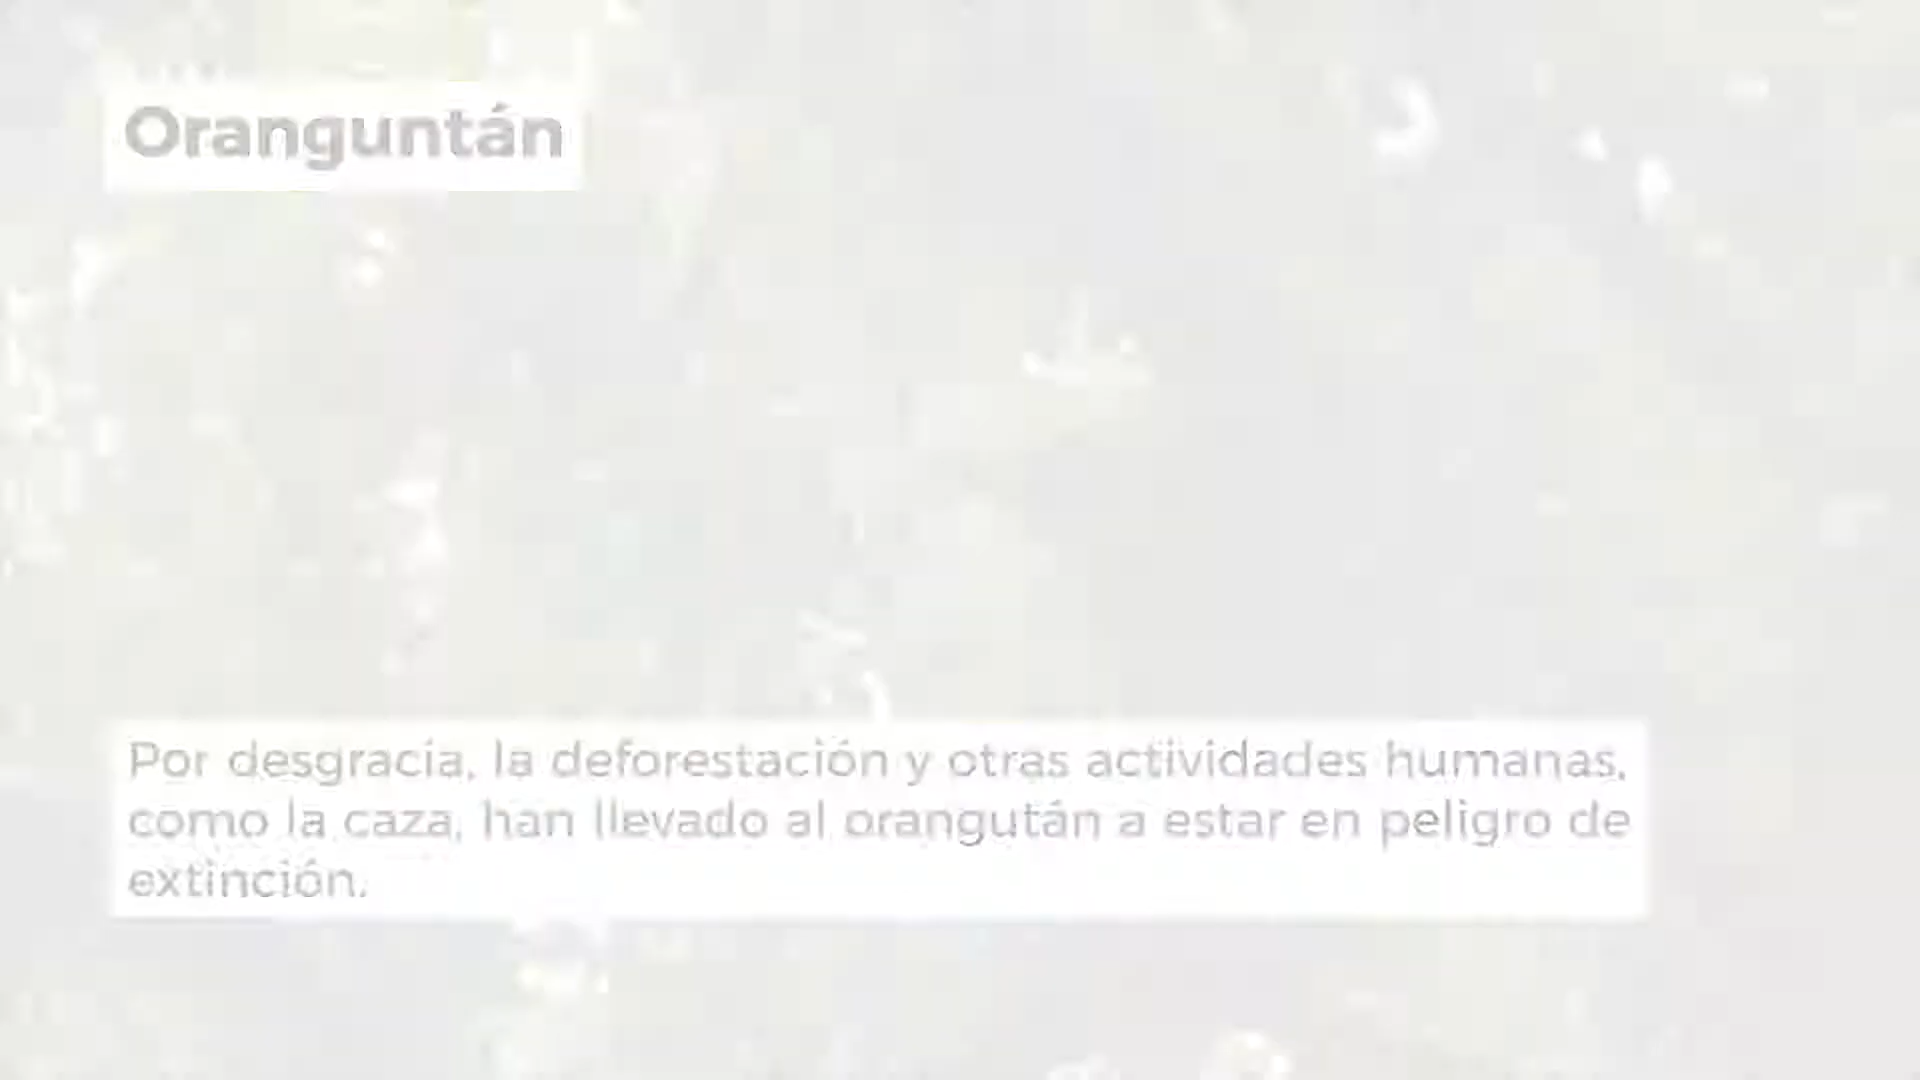 Oranguntán
Por desgracia, la deforestación y otras actividades humanas,
como la caza, han llevado al orangután a estar en peligro de
extinción.